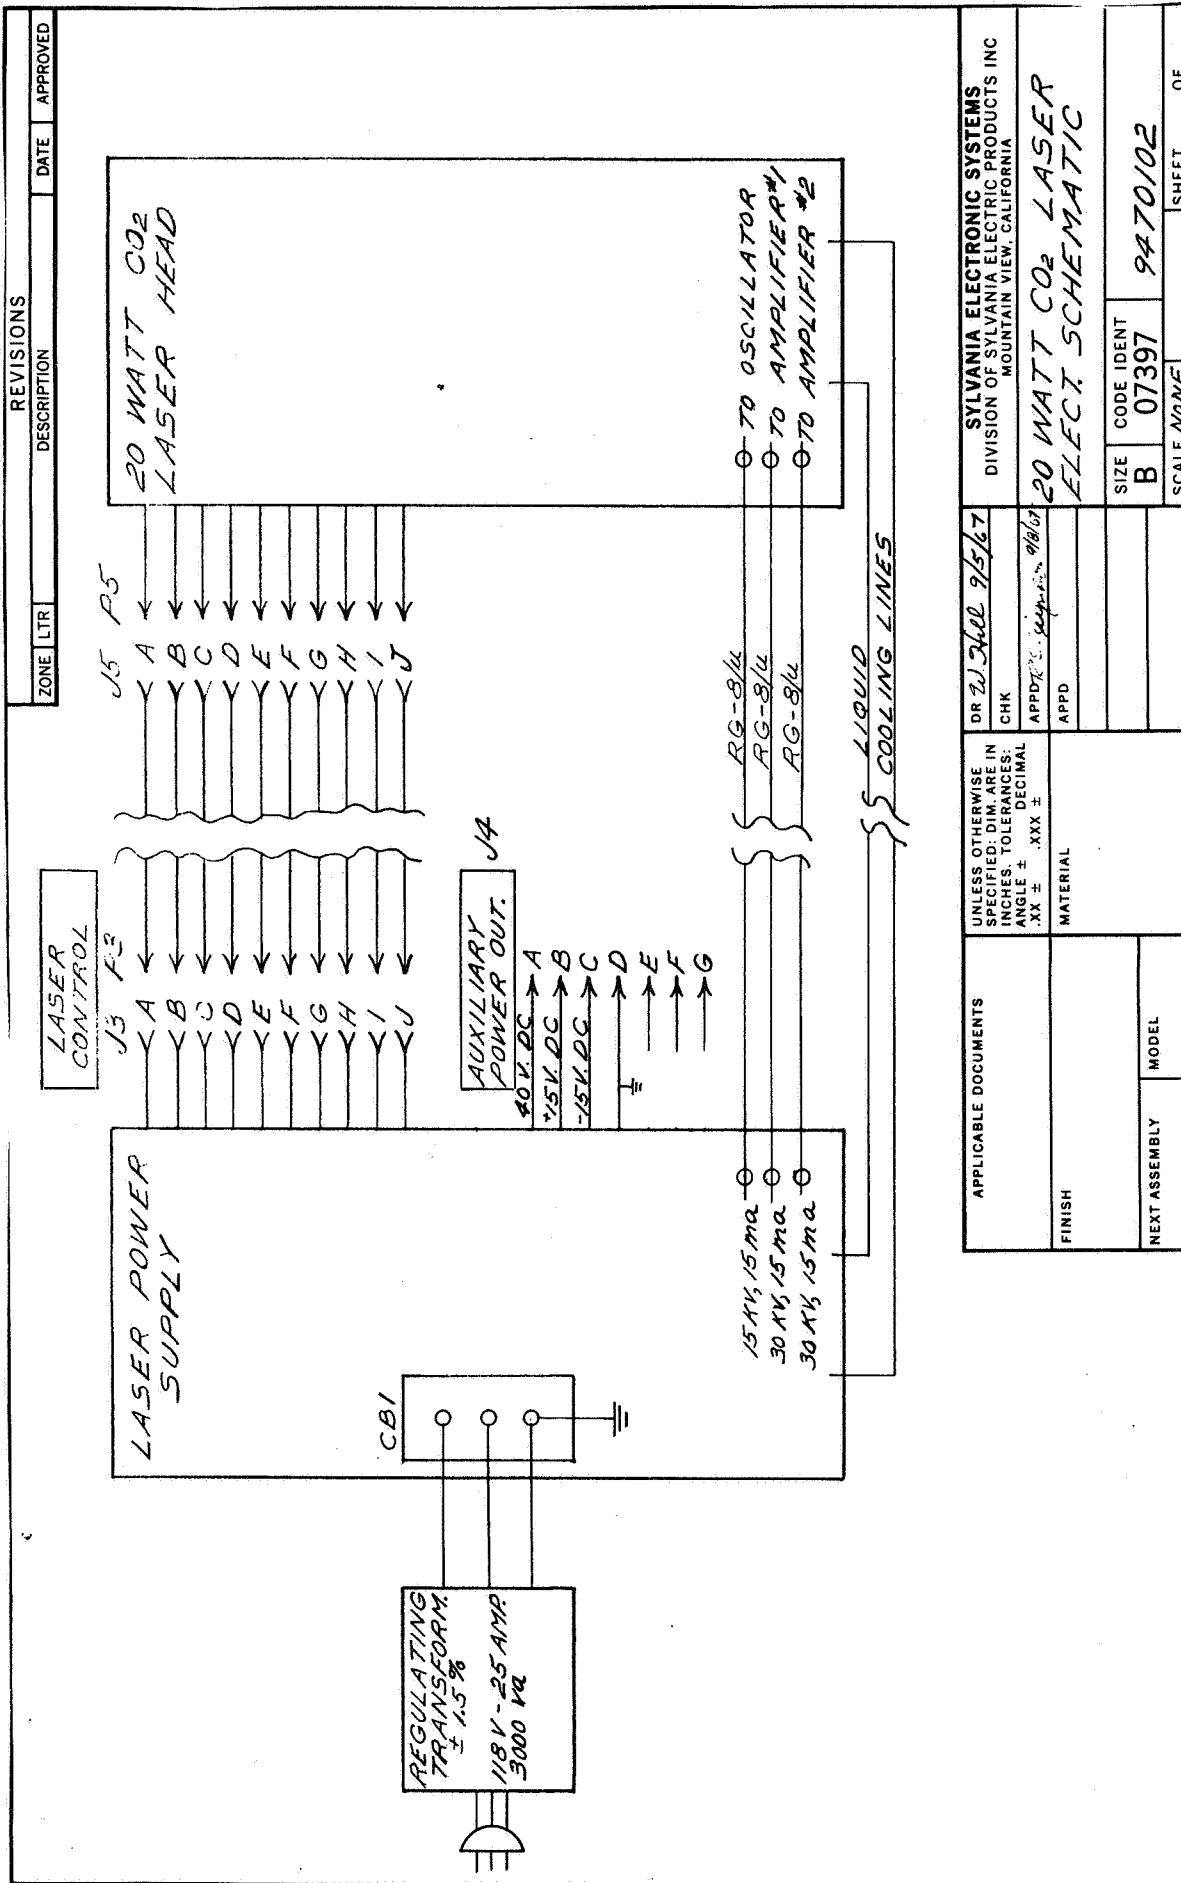 REVISIONS
ZONE LTR DESCRIPTION DATE APPROVED
LASER
CONTROL
J3 P3
J5 P5
A A
B B
C C
D D
E E
F F
G G
H H
I I
J J
20 WATT CO2
LASER HEAD
LASER POWER
SUPPLY
AUXILIARY
POWER OUT.
J4
40 V. DC A
+15V. DC B
-15V. DC C
D
E
F
G
CB1
REGULATING
TRANSFORM.
± 1.5 %
118 V - 25 AMP.
3000 va
15 KV, 15 ma RG-8/u TO OSCILLATOR
30 KV, 15 ma RG-8/u TO AMPLIFIER #1
30 KV, 15 ma RG-8/u TO AMPLIFIER #2
LIQUID
COOLING LINES
APPLICABLE DOCUMENTS
FINISH
NEXT ASSEMBLY MODEL
UNLESS OTHERWISE
SPECIFIED: DIM. ARE IN
INCHES. TOLERANCES:
ANGLE ± DECIMAL
.XX ± .XXX ±
MATERIAL
DR W. Hill 9/5/67
CHK
APPD 9/8/67
APPD
SYLVANIA ELECTRONIC SYSTEMS
DIVISION OF SYLVANIA ELECTRIC PRODUCTS INC
MOUNTAIN VIEW, CALIFORNIA
20 WATT CO2 LASER
ELECT. SCHEMATIC
SIZE CODE IDENT
B 07397 9470102
SCALE NONE SHEET OF